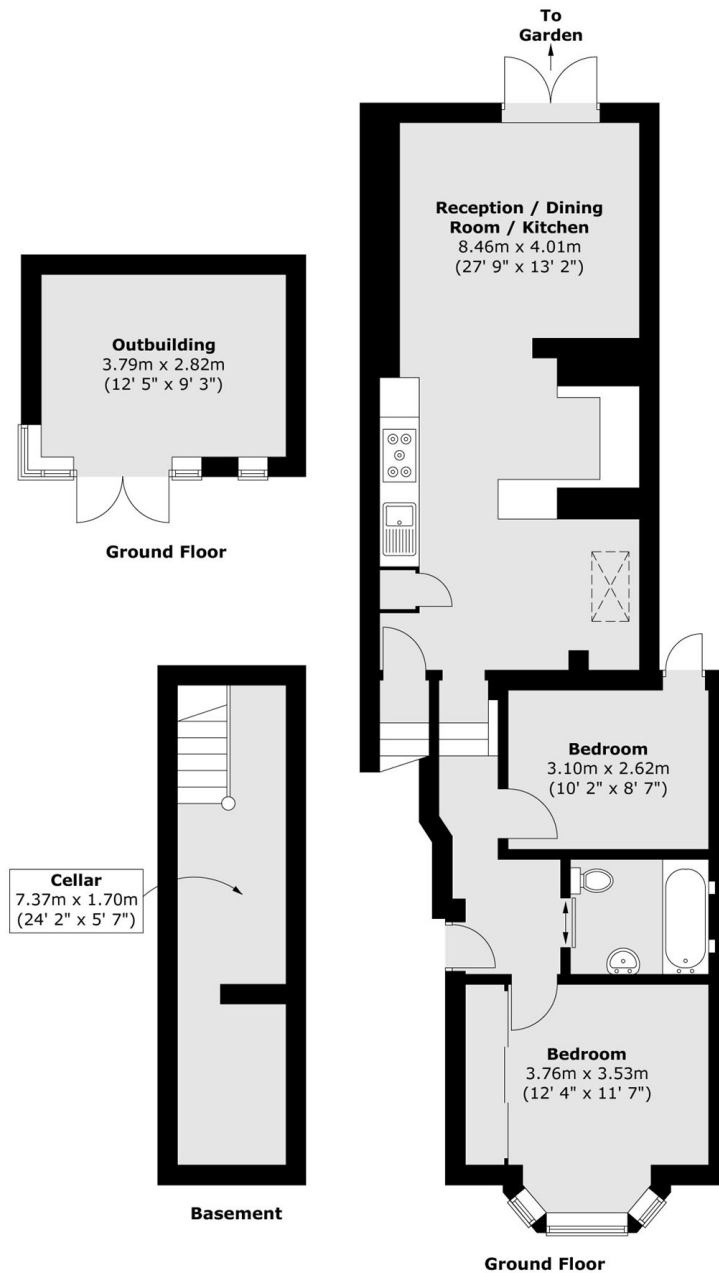 To
Garden
Reception / Dining
Room / Kitchen
8.46m x 4.01m
(27' 9" x 13' 2")
Outbuilding
3.79m x 2.82m
(12' 5" x 9' 3")
Ground Floor
Bedroom
3.10m x 2.62m
(10' 2" x 8' 7")
Cellar
7.37m x 1.70m
(24' 2" x 5' 7")
Bedroom
3.76m x 3.53m
(12' 4" x 11' 7")
Basement
Ground Floor